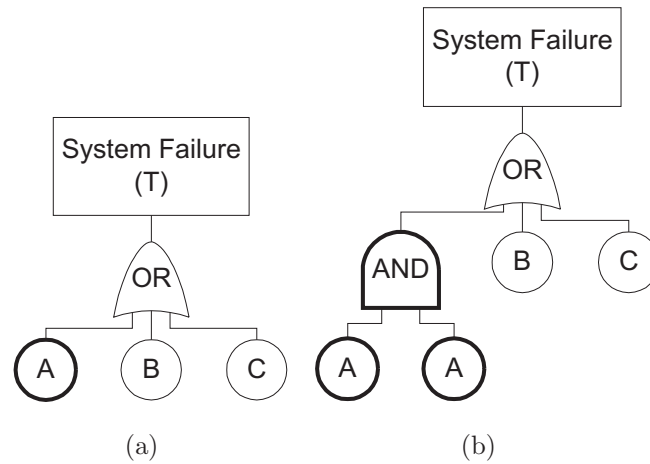 System Failure
(T)
OR
A
B
C
(a)
System Failure
(T)
OR
AND
B
C
A
A
(b)